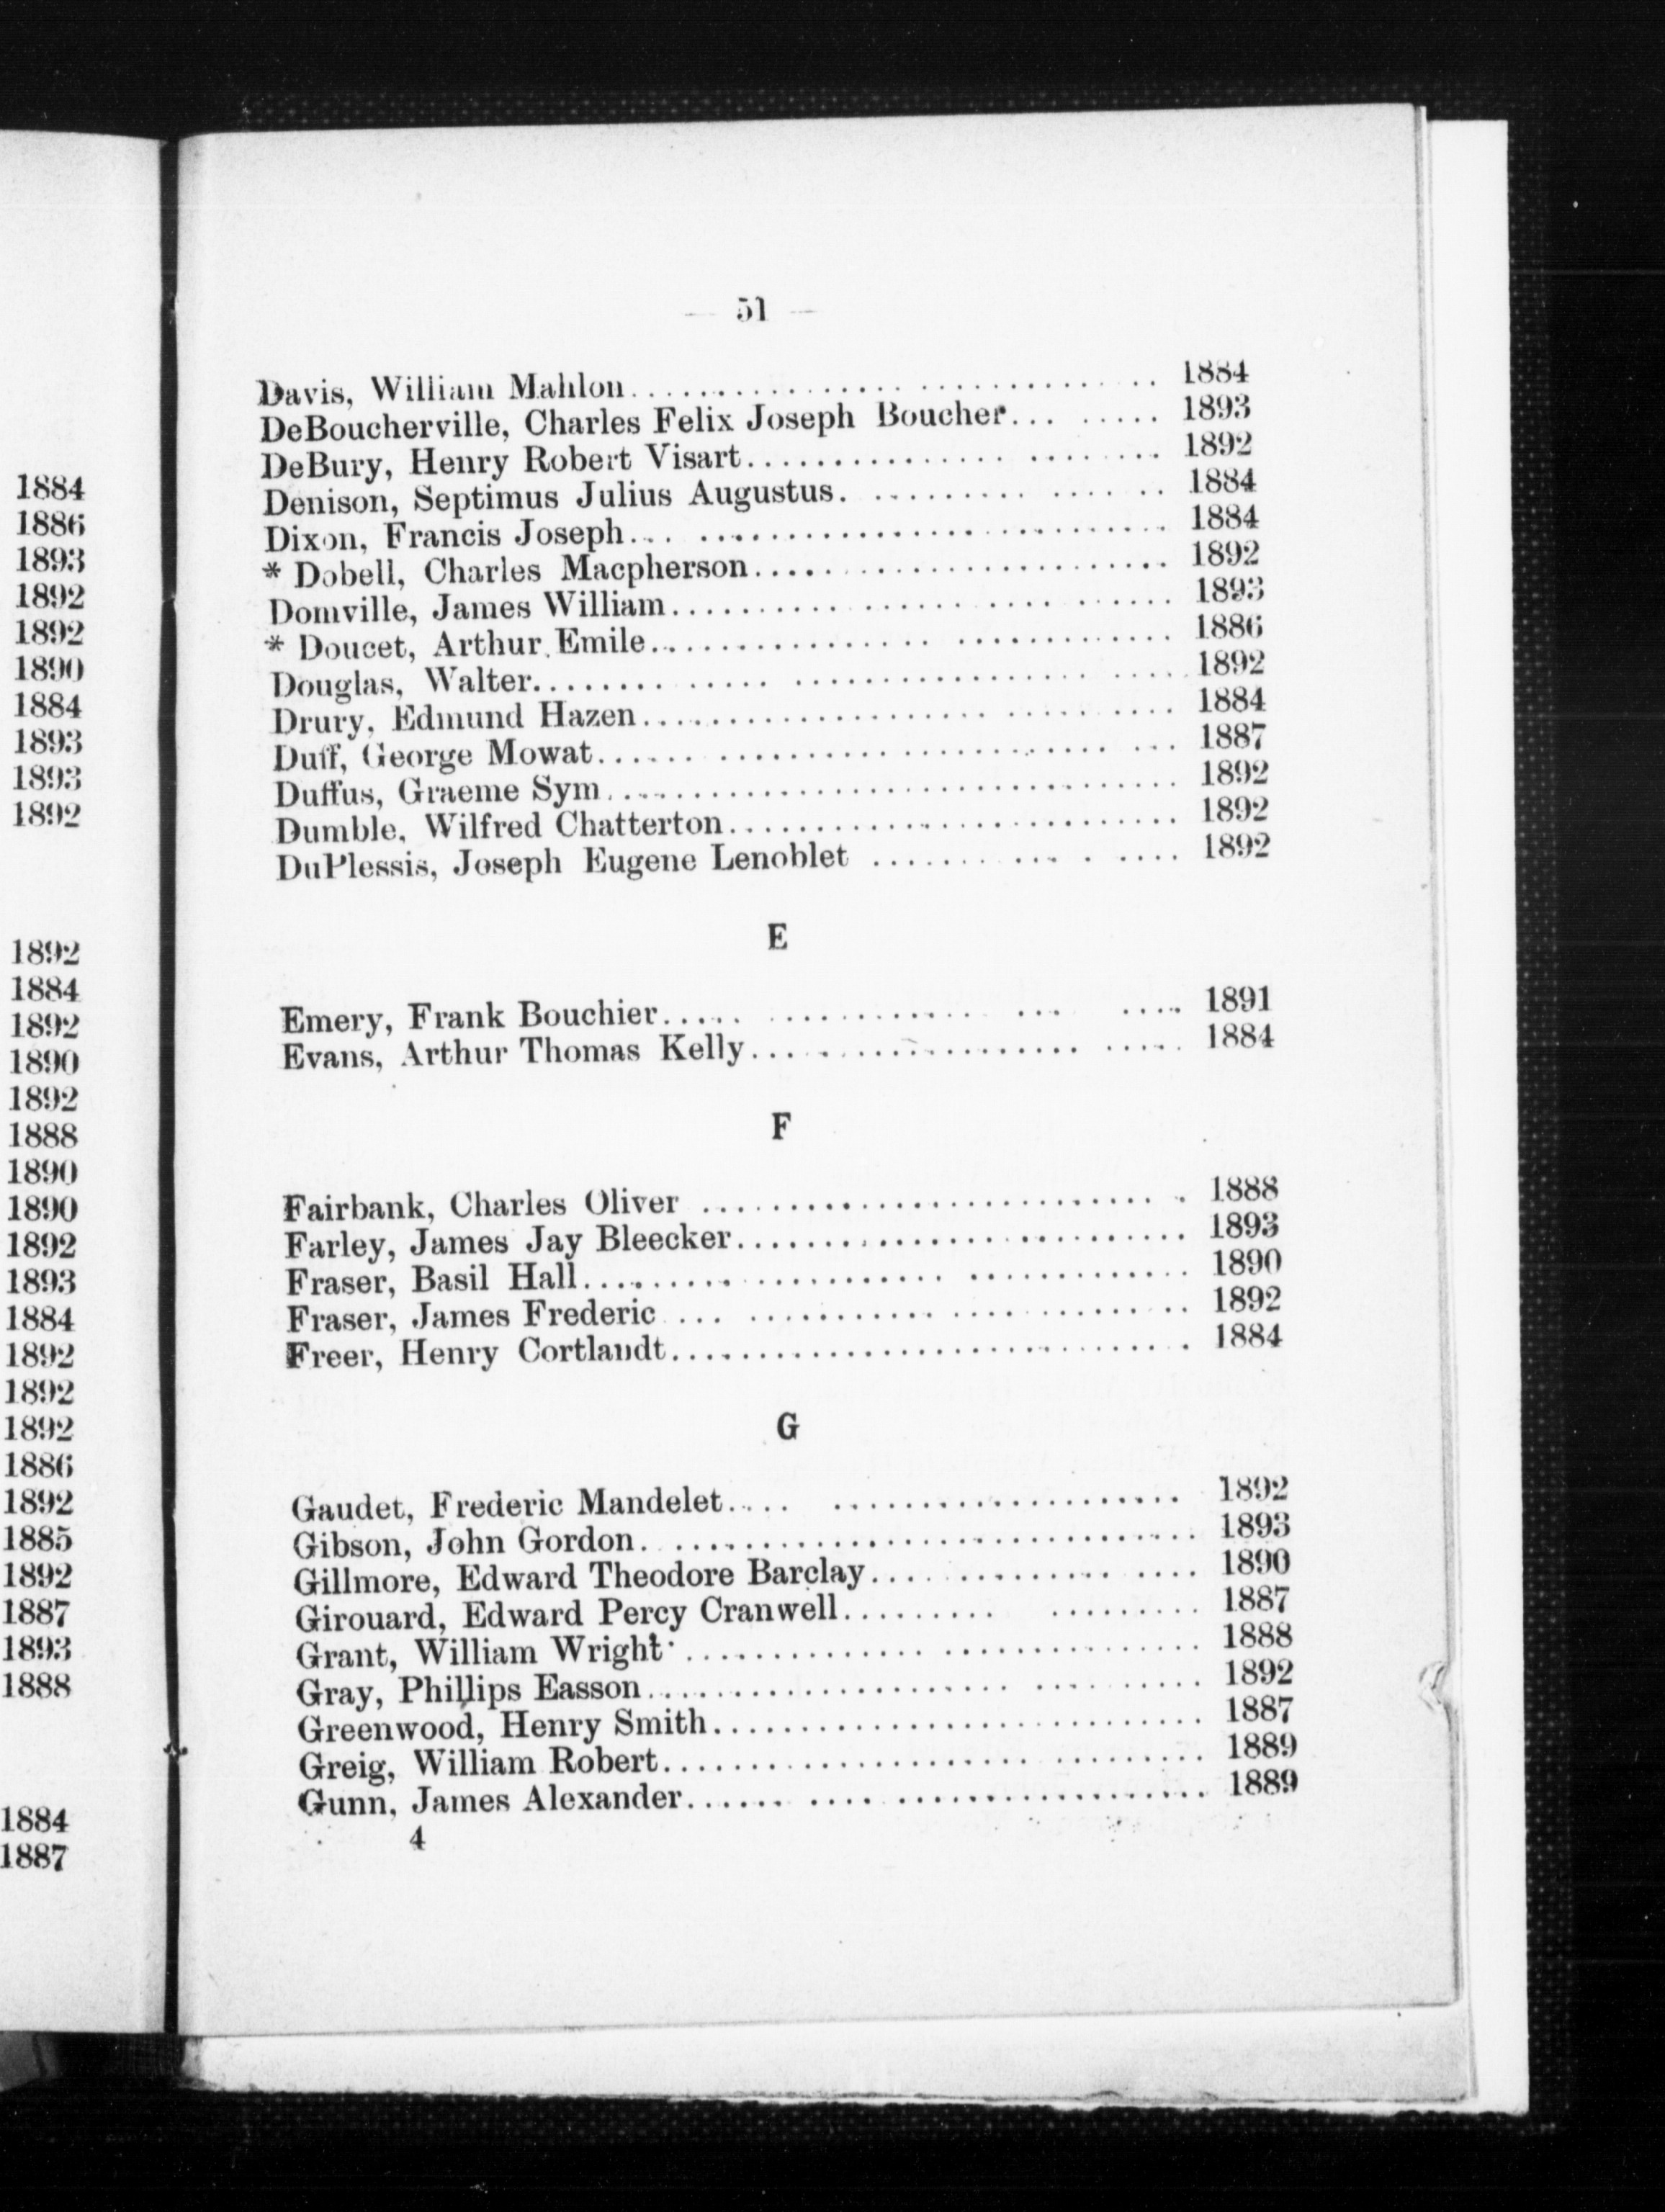 1884
1886
1893
1892
1892
1890
1884
1893
1893
1892
1892
1884
1892
1890
1892
1888
1890
1890
1892
1893
1884
1892
1892
1892
1886
1892
1885
1892
1887
1893
1888
1884
1887
— 51 —
Davis, William Mahlon........................ 1884
DeBoucherville, Charles Felix Joseph Boucher........ 1893
DeBury, Henry Robert Visart........................ 1892
Denison, Septimus Julius Augustus................. 1884
Dixon, Francis Joseph........................ 1884
* Dobell, Charles Macpherson........................ 1892
Domville, James William........................ 1893
* Doucet, Arthur Emile........................ 1886
Douglas, Walter........................ 1892
Drury, Edmund Hazen........................ 1884
Duff, George Mowat........................ 1887
Duffus, Graeme Sym........................ 1892
Dumble, Wilfred Chatterton........................ 1892
DuPlessis, Joseph Eugene Lenoblet ................. 1892
E
Emery, Frank Bouchier........................ 1891
Evans, Arthur Thomas Kelly........................ 1884
F
Fairbank, Charles Oliver ........................ 1888
Farley, James Jay Bleecker........................ 1893
Fraser, Basil Hall........................ 1890
Fraser, James Frederic ........................ 1892
Freer, Henry Cortlandt........................ 1884
G
Gaudet, Frederic Mandelet........................ 1892
Gibson, John Gordon........................ 1893
Gillmore, Edward Theodore Barclay................. 1890
Girouard, Edward Percy Cranwell................. 1887
Grant, William Wright ........................ 1888
Gray, Phillips Easson........................ 1892
Greenwood, Henry Smith........................ 1887
Greig, William Robert........................ 1889
Gunn, James Alexander........................ 1889
4